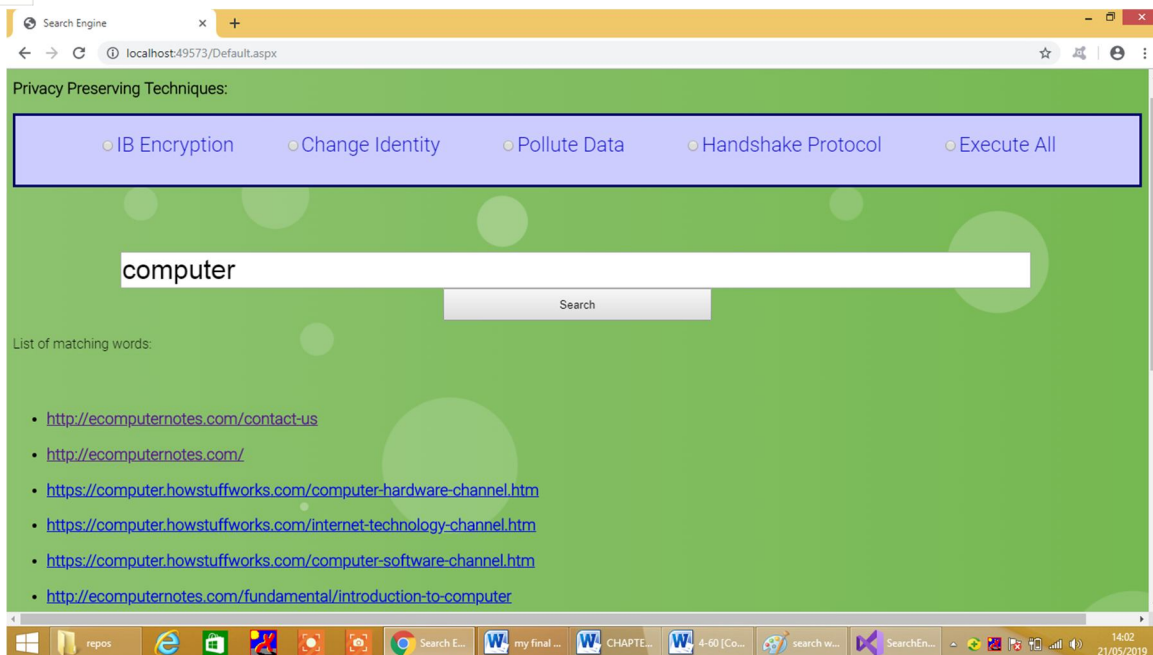 Search Engine
localhost:49573/Default.aspx
Privacy Preserving Techniques:
IB Encryption Change Identity Pollute Data Handshake Protocol Execute All
computer
Search
List of matching words:
http://ecomputernotes.com/contact-us
http://ecomputernotes.com/
https://computer.howstuffworks.com/computer-hardware-channel.htm
https://computer.howstuffworks.com/internet-technology-channel.htm
https://computer.howstuffworks.com/computer-software-channel.htm
http://ecomputernotes.com/fundamental/introduction-to-computer
repos Search E... my final ... CHAPTE... 4-60 [Co... search w... SearchEn... 14:02
21/05/2019